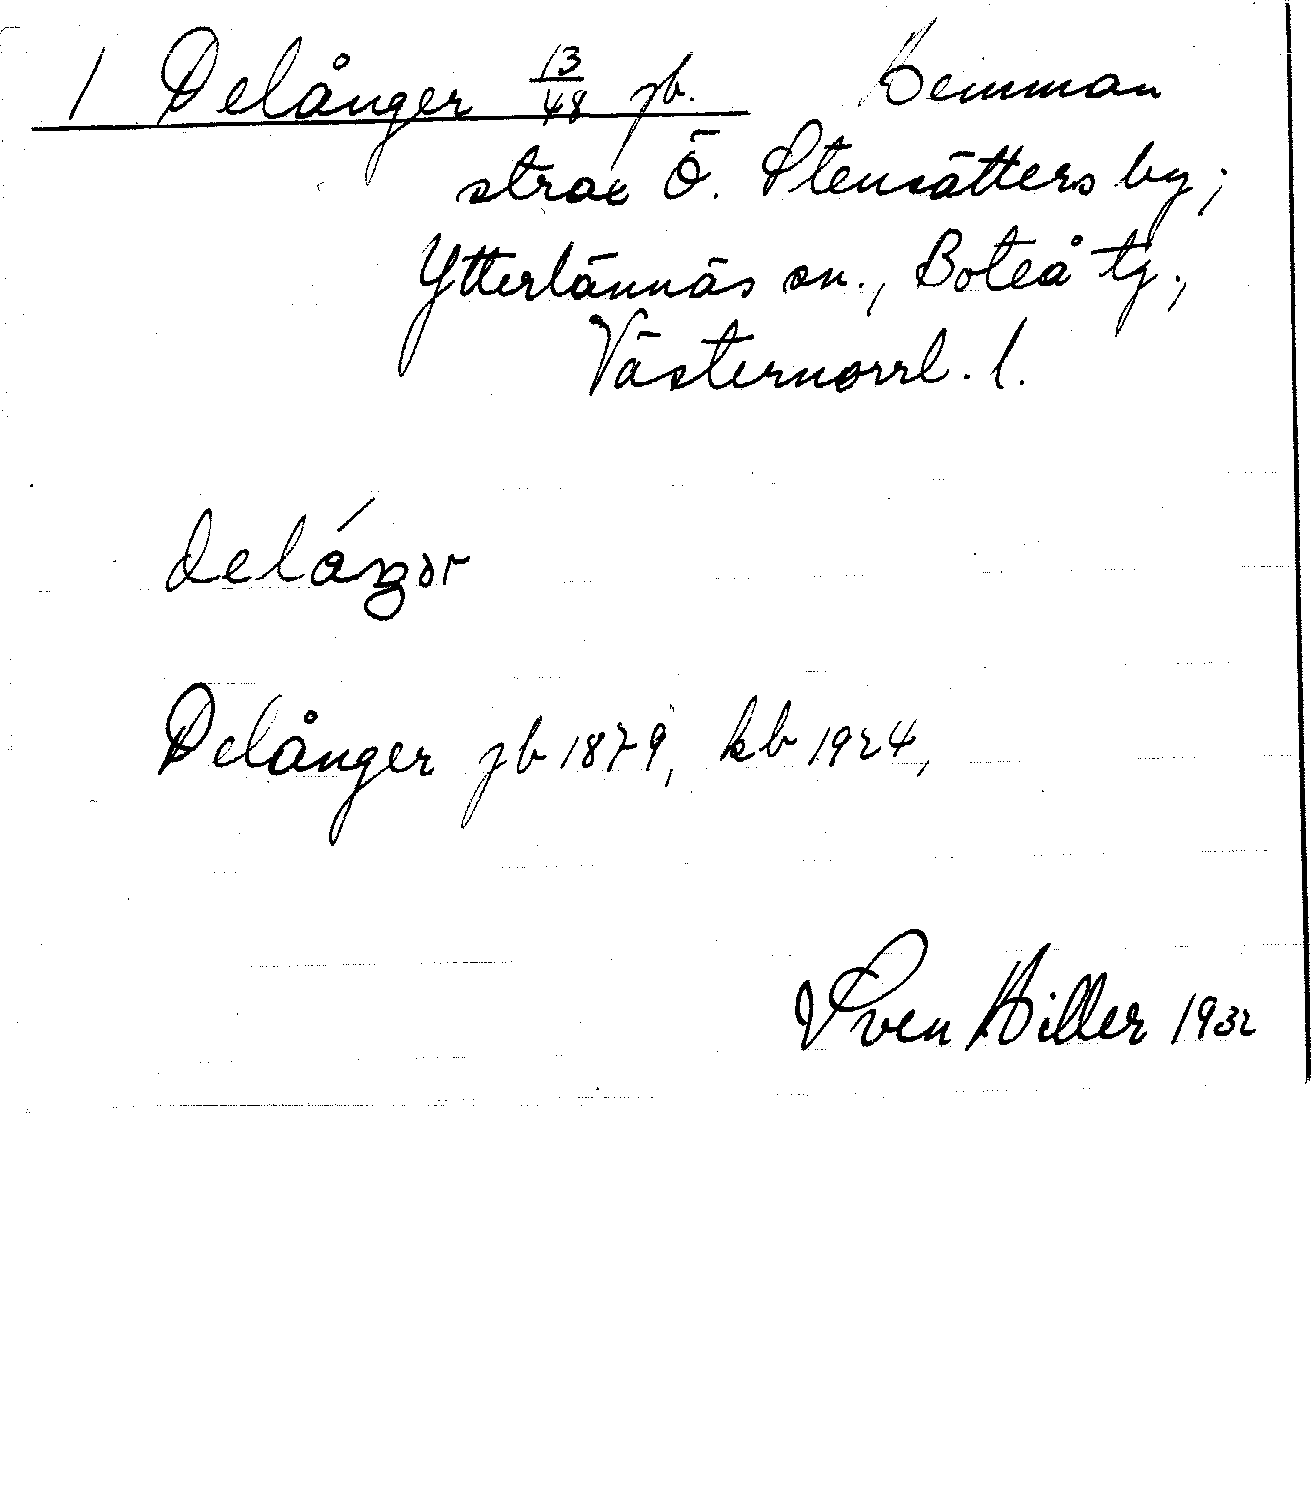 1 Delånger 13/48 jb. Hemman
strax Ö. Stensätters by;
Ytterlännäs sn., Boteå tg.,
Västernorrl. l.
Delånger jb 1879, kb 1924,
Sven Hiller 1932